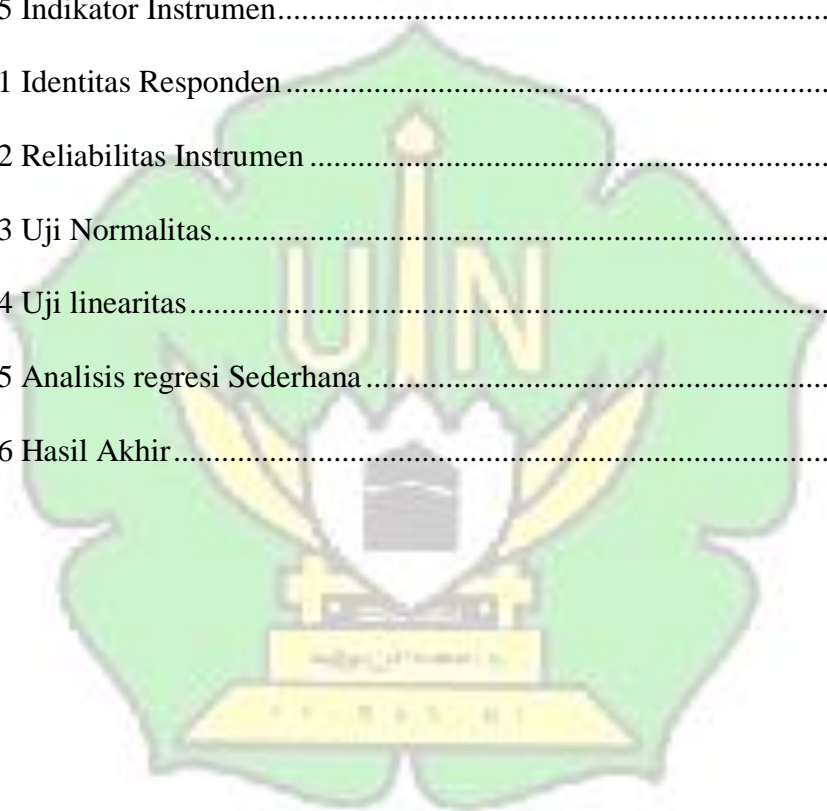 5 Indikator Instrumen................................................................
1 Identitas Responden................................................................
2 Reliabilitas Instrumen................................................................
3 Uji Normalitas................................................................
4 Uji linearitas................................................................
5 Analisis regresi Sederhana................................................................
6 Hasil Akhir................................................................
UIN